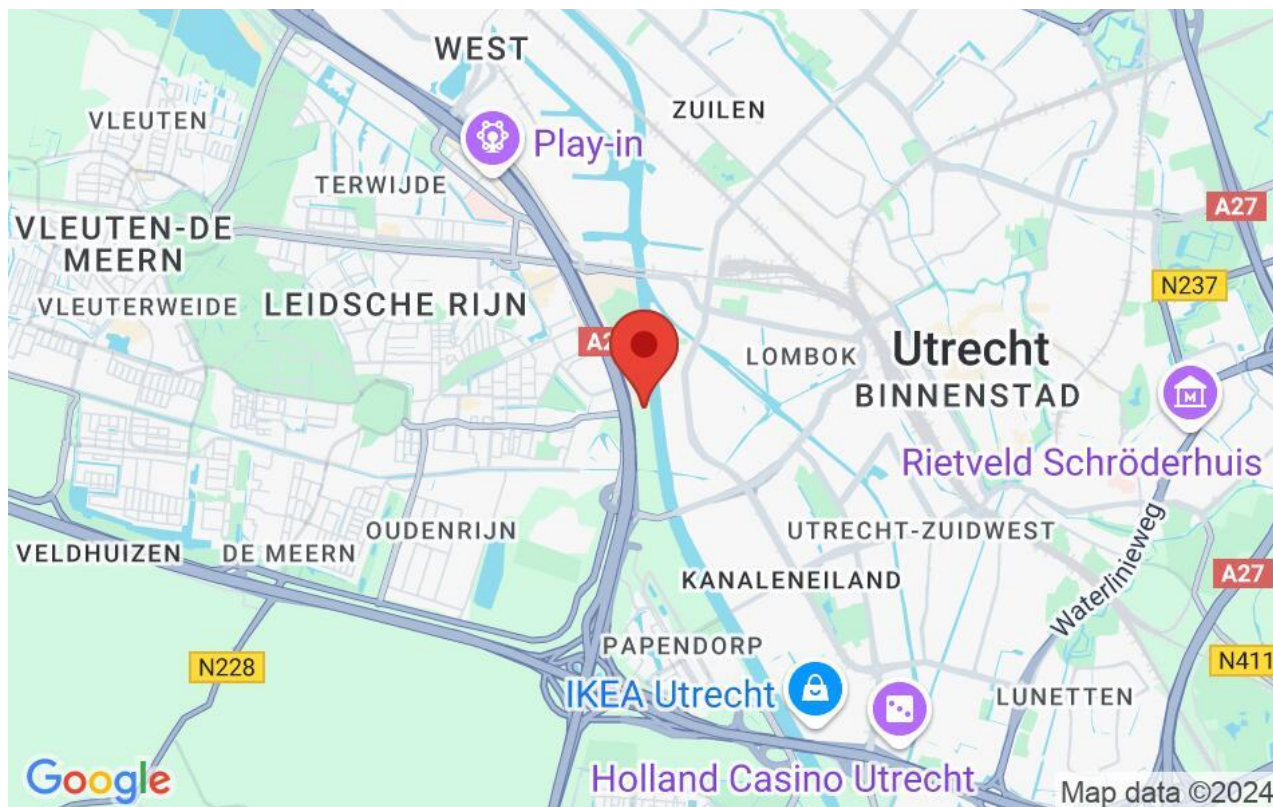 WEST
ZUILEN
VLEUTEN
Play-in
TERWIJDE
A27
VLEUTEN-DE
MEERN
N237
VLEUTERWEIDE
LEIDSCHE RIJN
Utrecht
LOMBOK
BINNENSTAD
Rietveld Schröderhuis
OUDENRIJN
UTRECHT-ZUIDWEST
VELDHUIZEN
DE MEERN
KANALENEILAND
A27
Waterlinieweg
PAPENDORP
N228
N411
IKEA Utrecht
LUNETTEN
Google
Holland Casino Utrecht
Map data ©2024